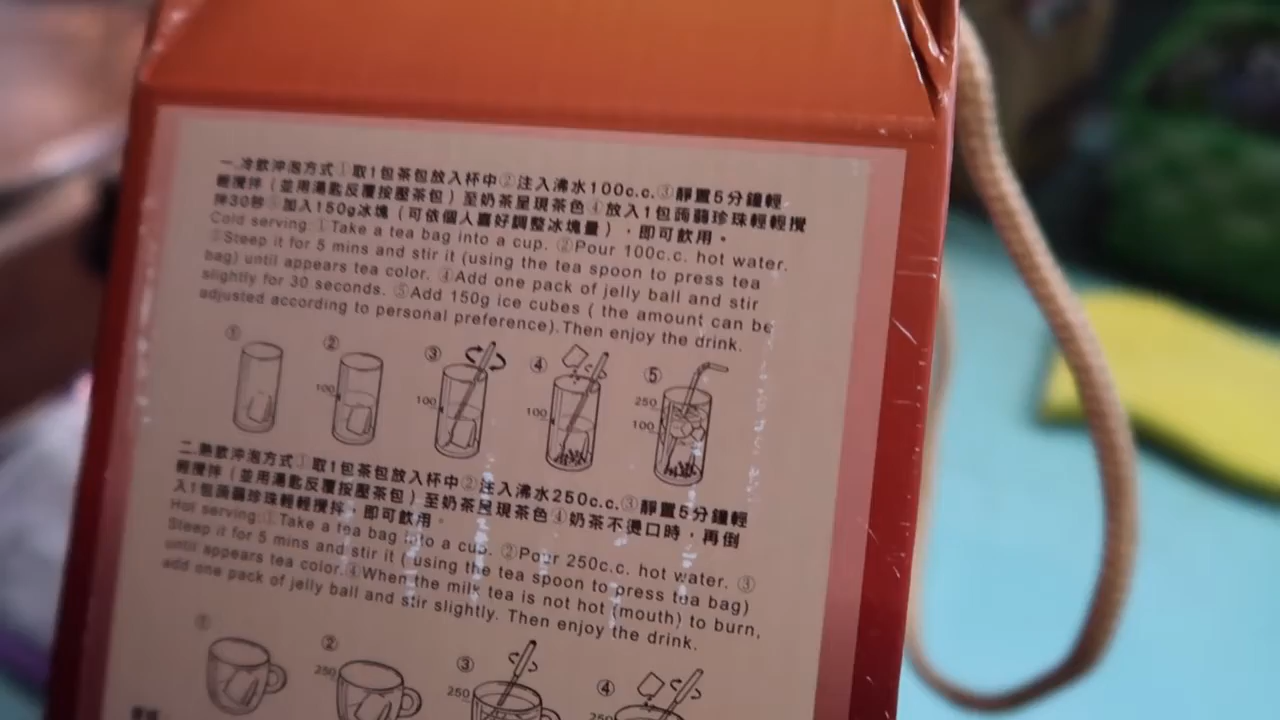 一.冷飲沖泡方式①取1包茶包放入杯中②注入沸水100c.c.③靜置5分鐘輕
輕攪拌（並用湯匙反覆按壓茶包）至奶茶呈現茶色④放入1包蒟蒻珍珠輕輕攪
拌30秒⑤加入150g冰塊（可依個人喜好調整冰塊量），即可飲用。
Cold serving:①Take a tea bag into a cup. ②Pour 100c.c. hot water.
③Steep it for 5 mins and stir it (using the tea spoon to press tea
bag) until appears tea color. ④Add one pack of jelly ball and stir
slightly for 30 seconds. ⑤Add 150g ice cubes ( the amount can be
adjusted according to personal preference).Then enjoy the drink.
① ② ③ ④ ⑤
100 100 100 250
100
二.熱飲沖泡方式①取1包茶包放入杯中②注入沸水250c.c.③靜置5分鐘輕
輕攪拌（並用湯匙反覆按壓茶包）至奶茶呈現茶色④奶茶不燙口時，再倒
入1包蒟蒻珍珠輕輕攪拌，即可飲用。
Hot serving:①Take a tea bag into a cup. ②Pour 250c.c. hot water. ③
Steep it for 5 mins and stir it ( using the tea spoon to press tea bag)
until appears tea color.④When the milk tea is not hot (mouth) to burn,
add one pack of jelly ball and stir slightly. Then enjoy the drink.
① ② ③ ④
250 250 250